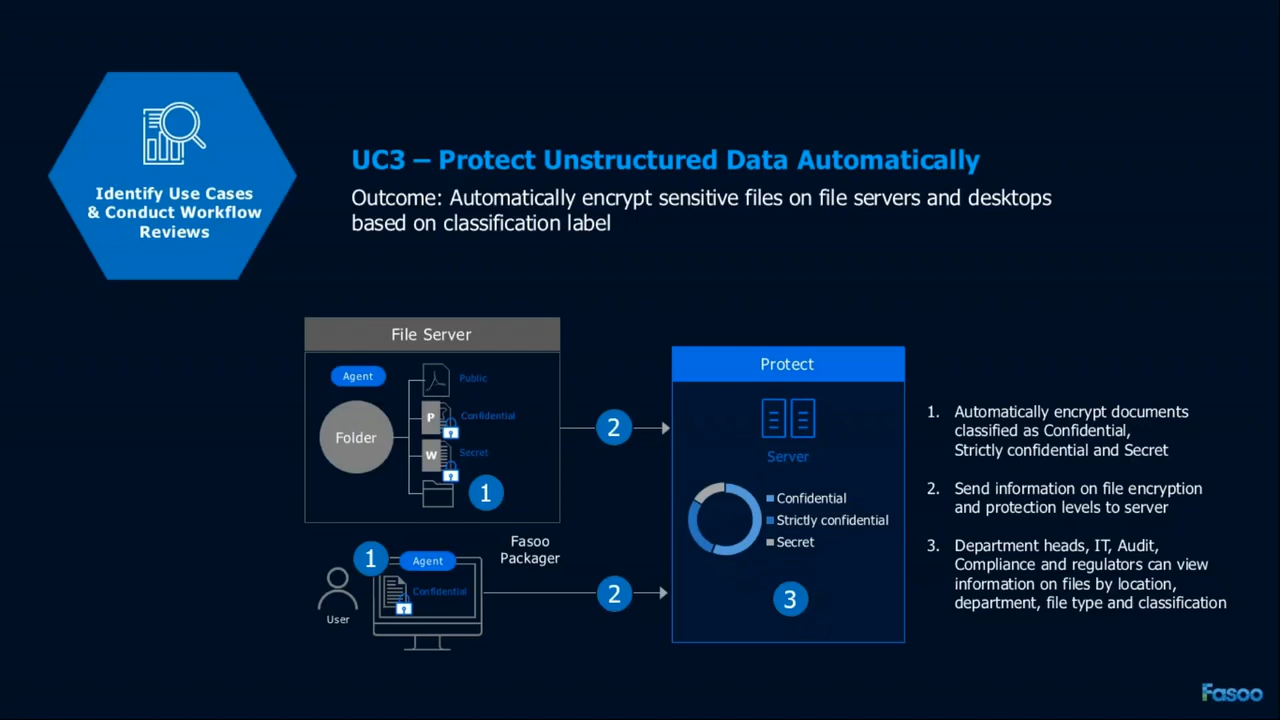 Identify Use Cases
& Conduct Workflow
Reviews
UC3 – Protect Unstructured Data Automatically
Outcome: Automatically encrypt sensitive files on file servers and desktops
based on classification label
File Server
Agent
Folder
Public
P
Confidential
W
Secret
1
2
Fasoo
Packager
1
Agent
Confidential
User
2
Protect
Server
Confidential
Strictly confidential
Secret
3
1. Automatically encrypt documents
classified as Confidential,
Strictly confidential and Secret
2. Send information on file encryption
and protection levels to server
3. Department heads, IT, Audit,
Compliance and regulators can view
information on files by location,
department, file type and classification
Fasoo